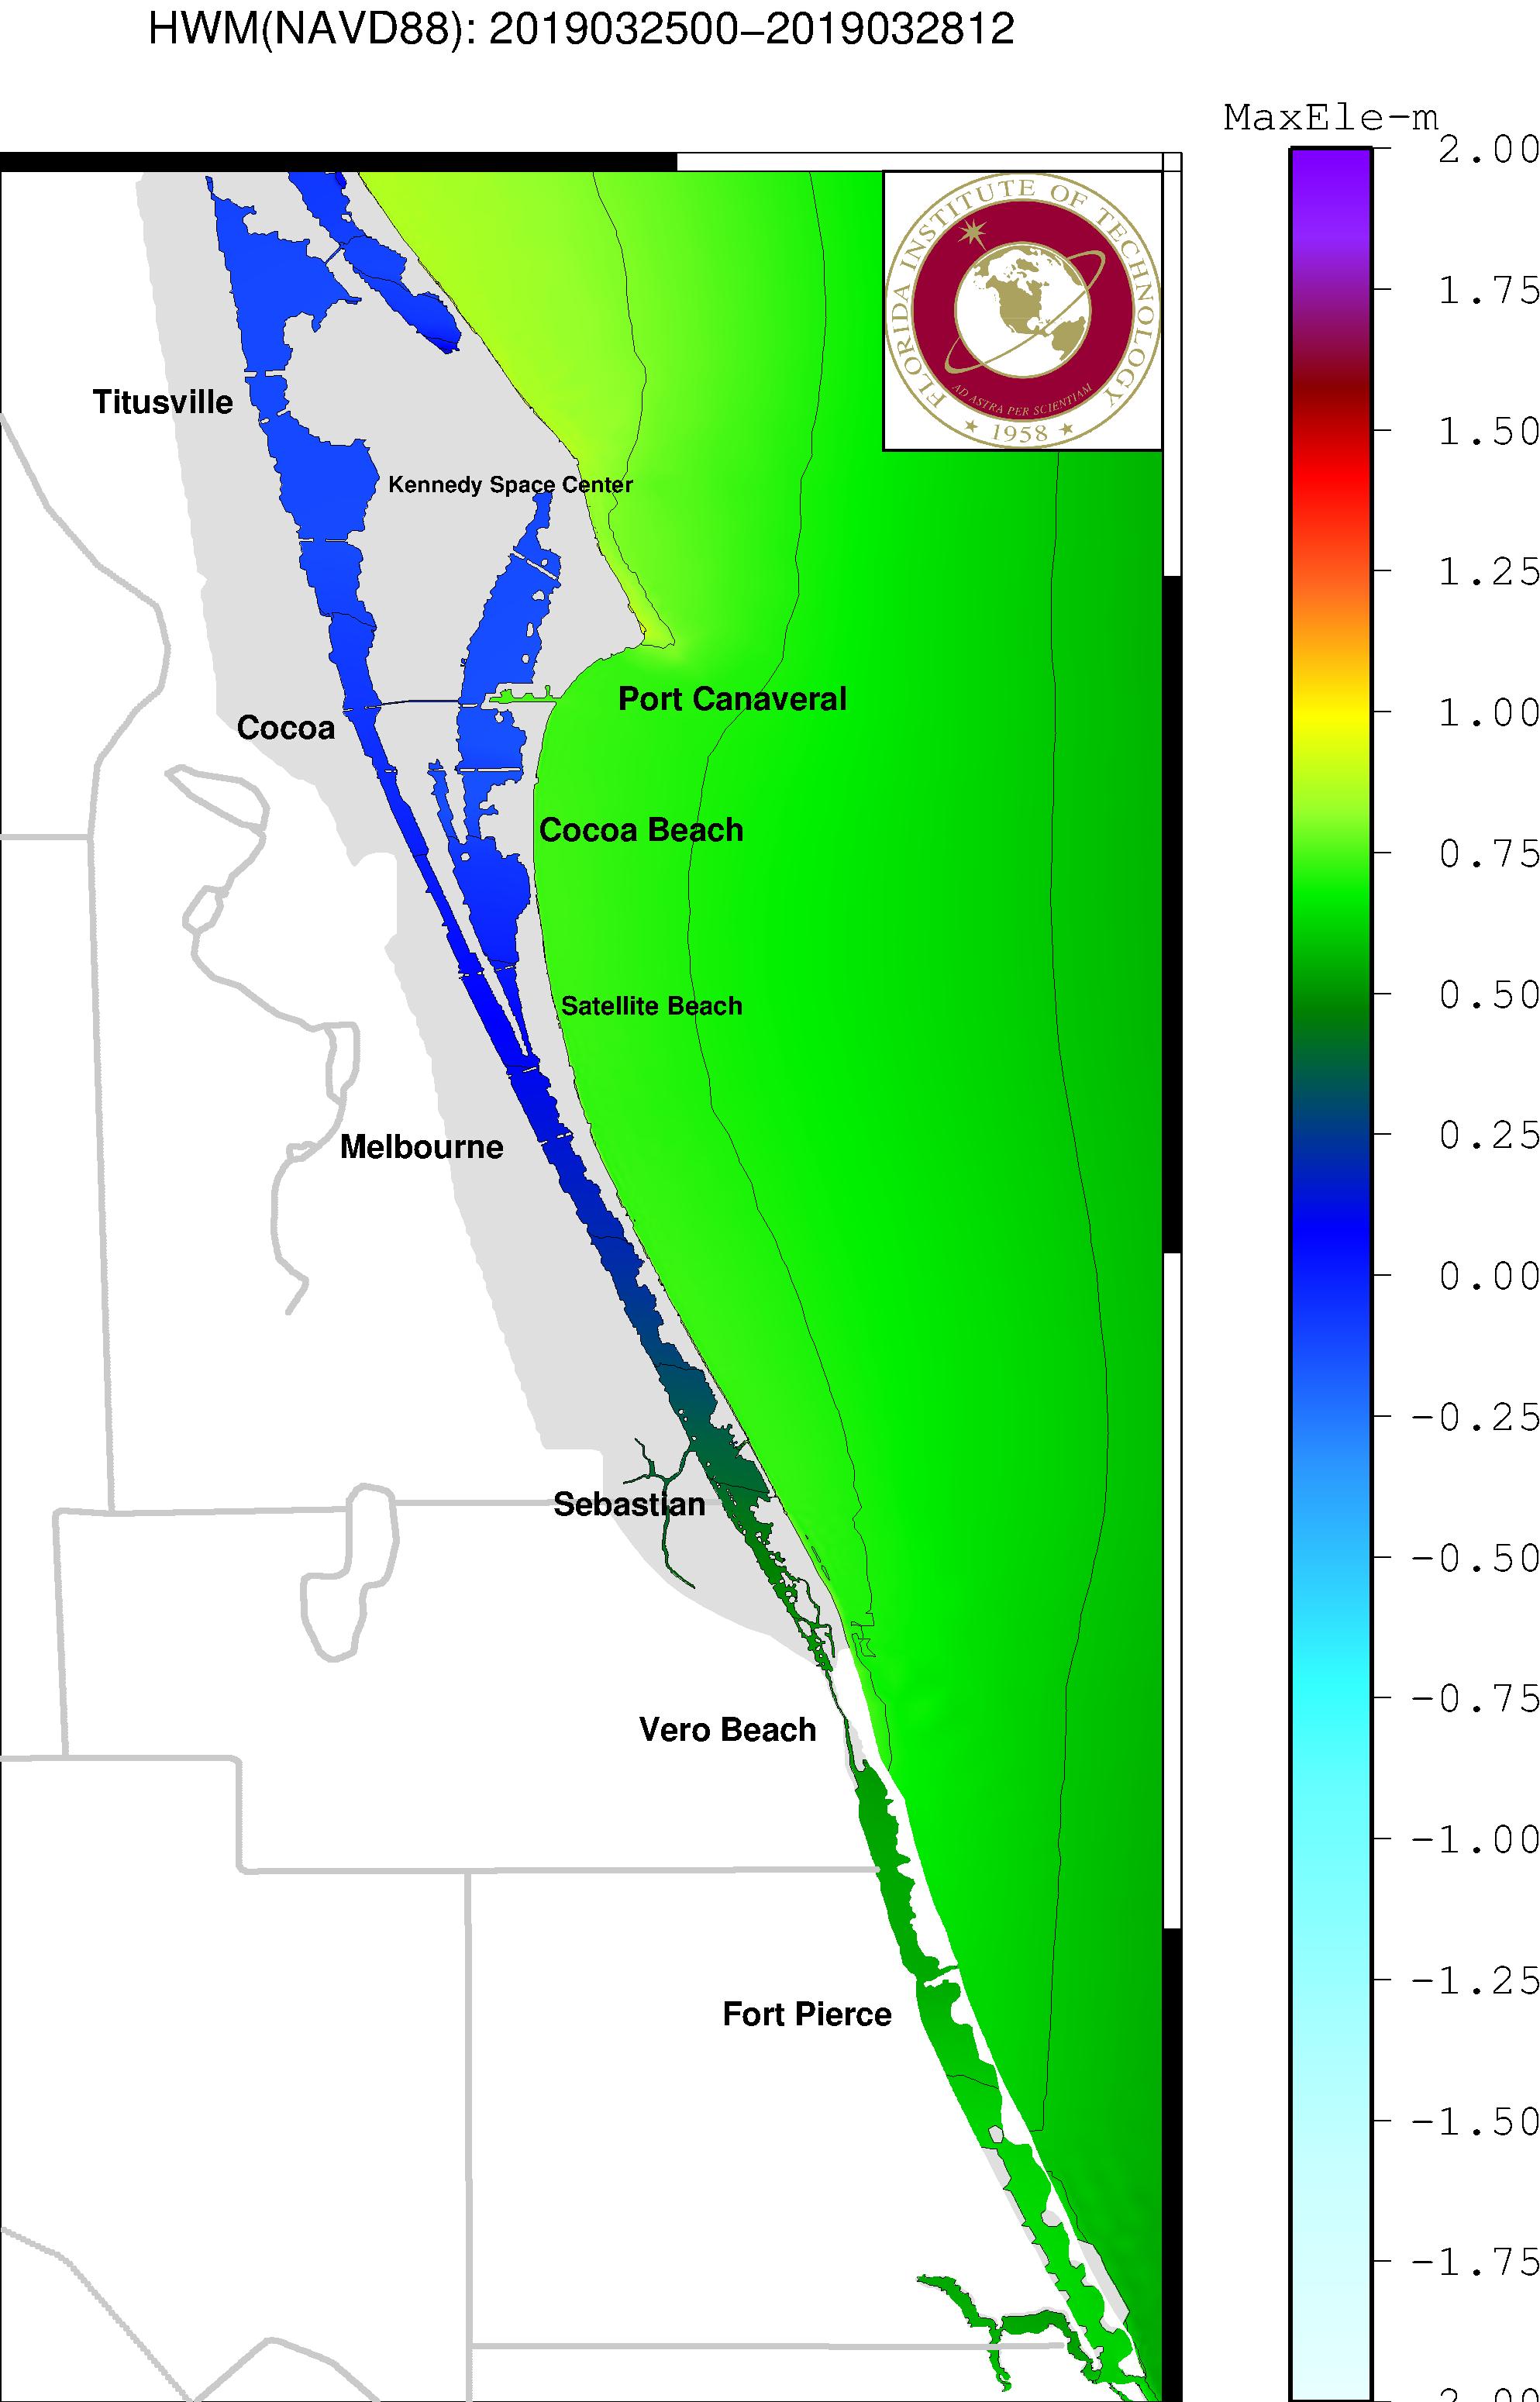 HWM(NAVD88): 2019032500−2019032812
MaxEle-m
2.00
1.75
1.50
1.25
1.00
0.75
0.50
0.25
0.00
-0.25
-0.50
-0.75
-1.00
-1.25
-1.50
-1.75
FLORIDA INSTITUTE OF TECHNOLOGY
AD ASTRA PER SCIENTIAM
1958
Titusville
Kennedy Space Center
Port Canaveral
Cocoa
Cocoa Beach
Satellite Beach
Melbourne
Sebastian
Vero Beach
Fort Pierce